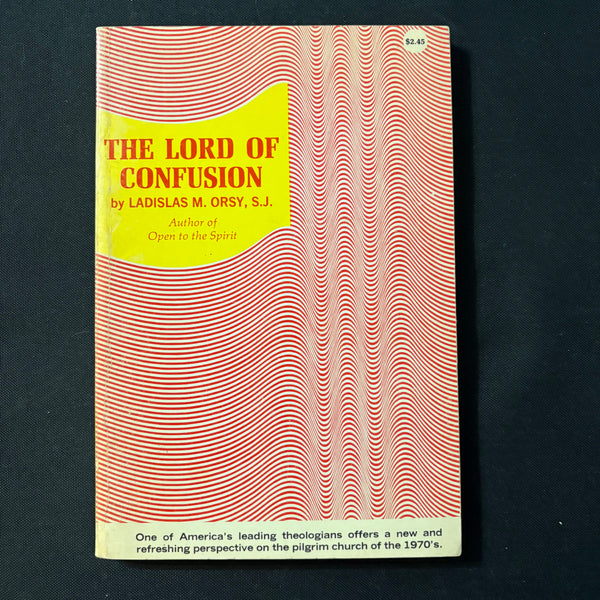 $2.45
THE LORD OF
CONFUSION
by LADISLAS M. ORSY, S.J.
Author of
Open to the Spirit
One of America's leading theologians offers a new and
refreshing perspective on the pilgrim church of the 1970's.